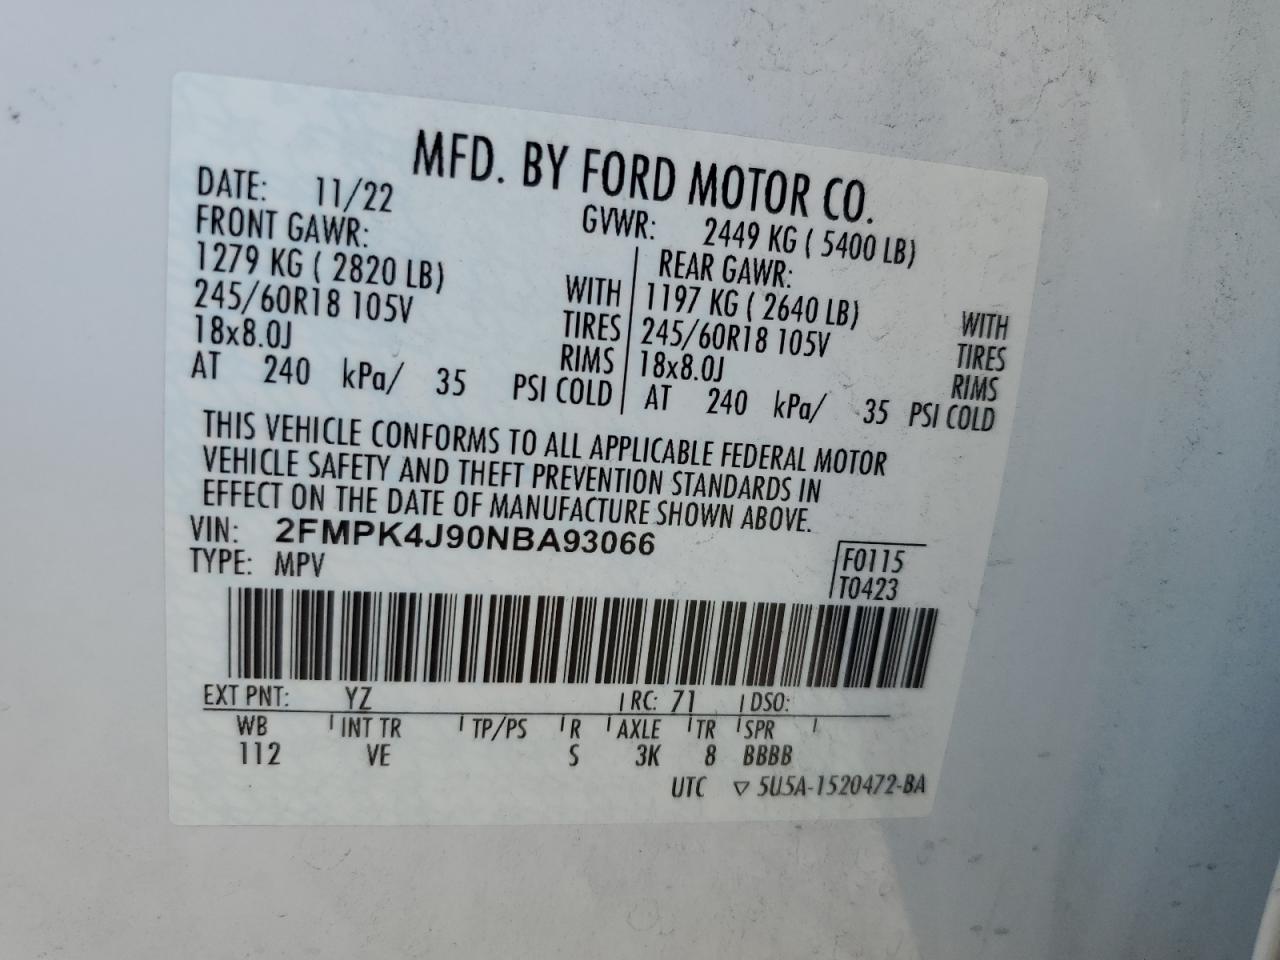 MFD. BY FORD MOTOR CO.
DATE: 11/22 GVWR: 2449 KG ( 5400 LB)
FRONT GAWR: REAR GAWR:
1279 KG ( 2820 LB) WITH 1197 KG ( 2640 LB) WITH
245/60R18 105V TIRES 245/60R18 105V TIRES
18x8.0J RIMS 18x8.0J RIMS
AT 240 kPa/ 35 PSI COLD AT 240 kPa/ 35 PSI COLD
THIS VEHICLE CONFORMS TO ALL APPLICABLE FEDERAL MOTOR
VEHICLE SAFETY AND THEFT PREVENTION STANDARDS IN
EFFECT ON THE DATE OF MANUFACTURE SHOWN ABOVE.
VIN: 2FMPK4J90NBA93066
TYPE: MPV
F0115
T0423
EXT PNT: YZ RC: 71 DSO:
WB INT TR TP/PS R AXLE TR SPR
112 VE S 3K 8 BBBB
UTC ▽ 5U5A-1520472-BA